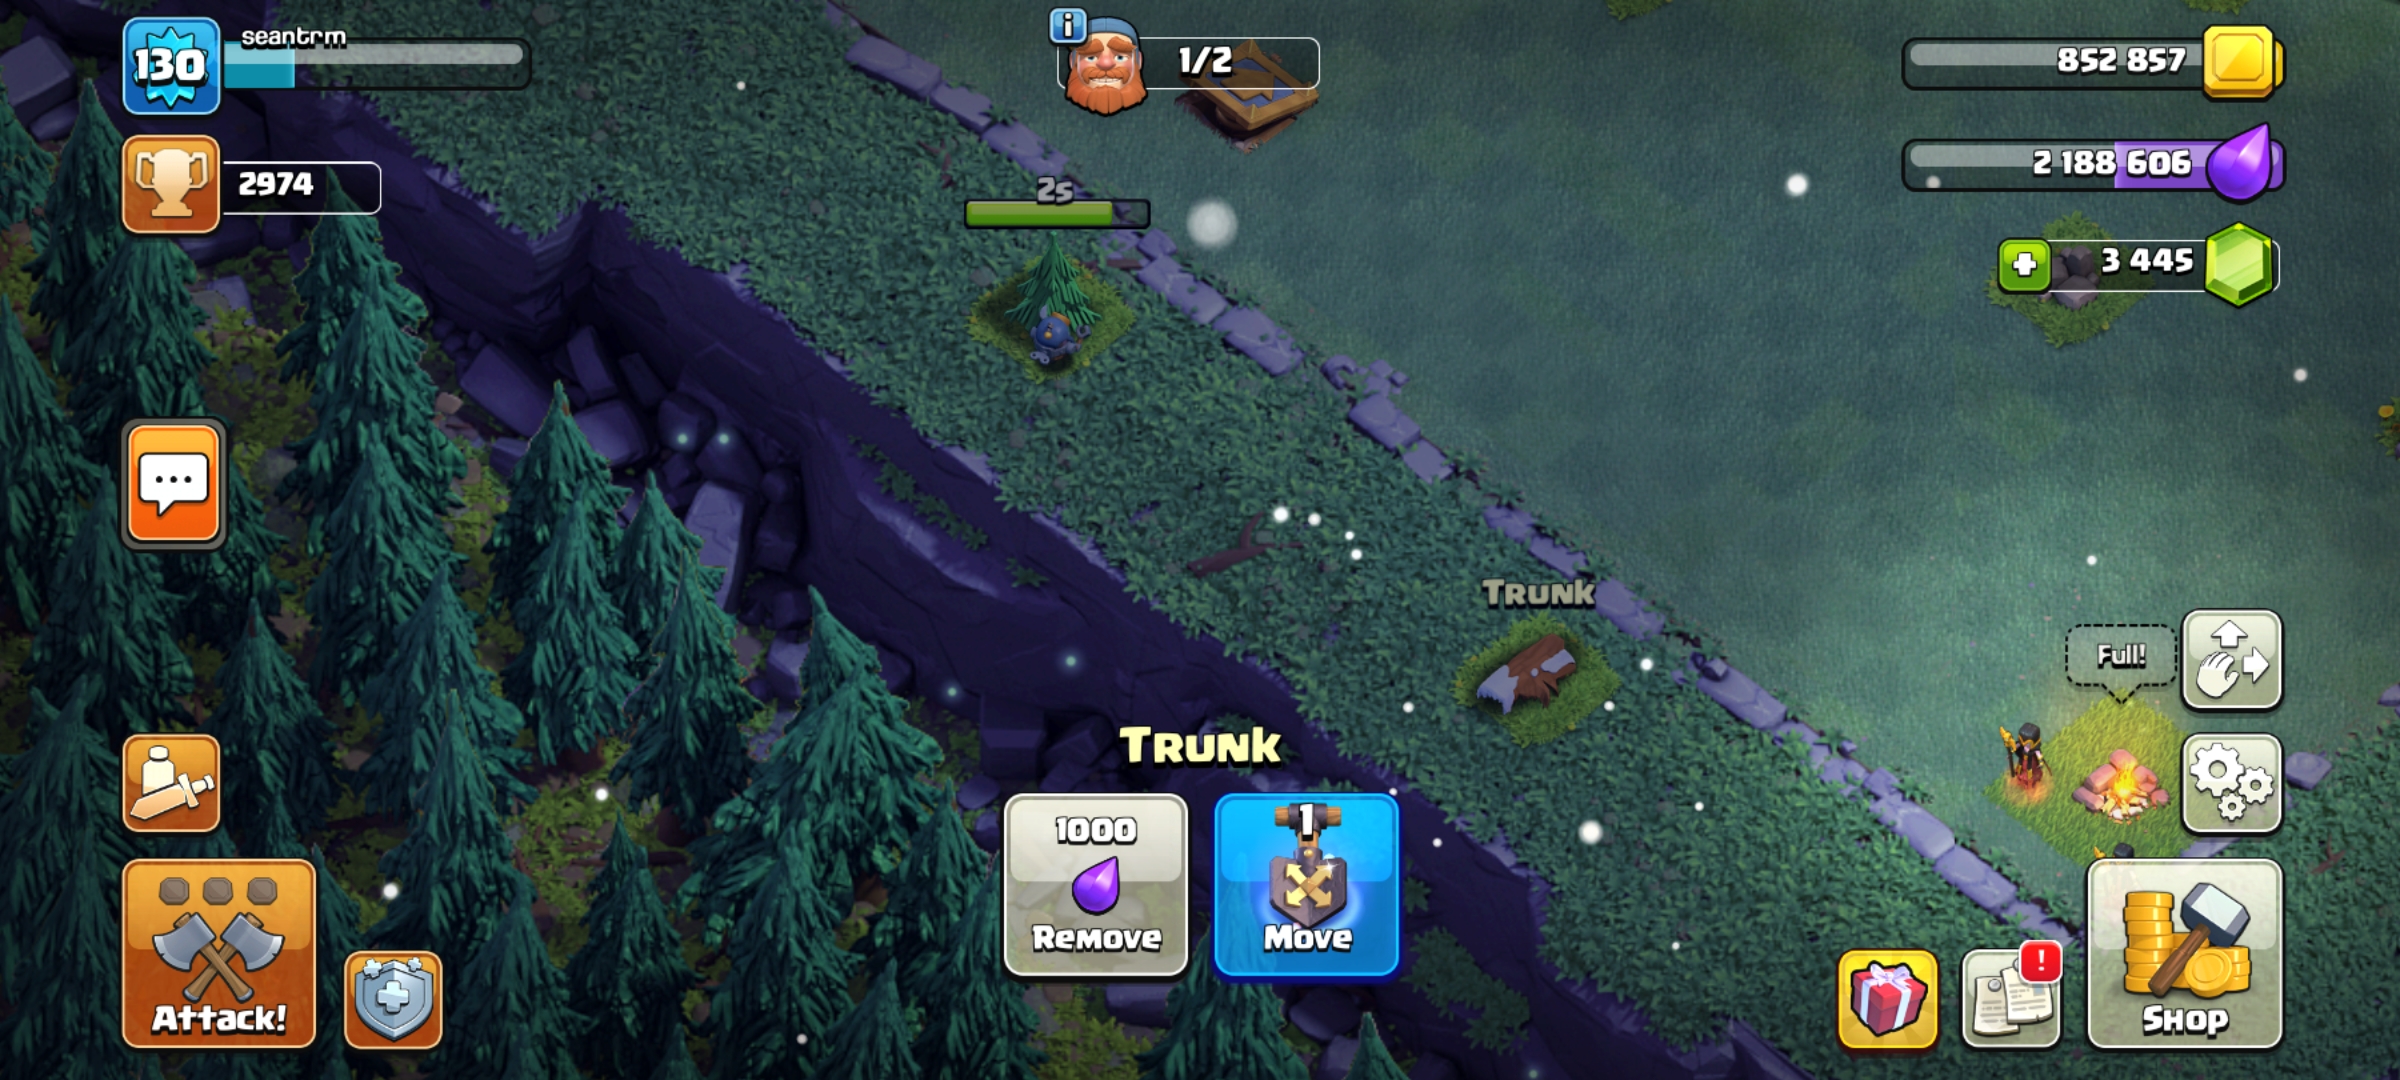 130
seantrm
1/2
852 857
2974
2 188 606
2s
3 445
Trunk
Full!
Trunk
1000
Remove
1
Move
Attack!
!
Shop